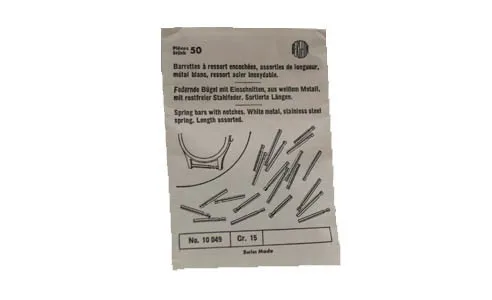 Pièces
Stück 50
Barrettes à ressort encochées, assorties de longueur,
métal blanc, ressort acier inoxydable.
Federnde Bügel mit Einschnitten, aus weißem Metall,
mit rostfreier Stahlfeder. Sortierte Längen.
Spring bars with notches. White metal, stainless steel
spring. Length assorted.
No. 10 949
Gr. 15
Swiss Made